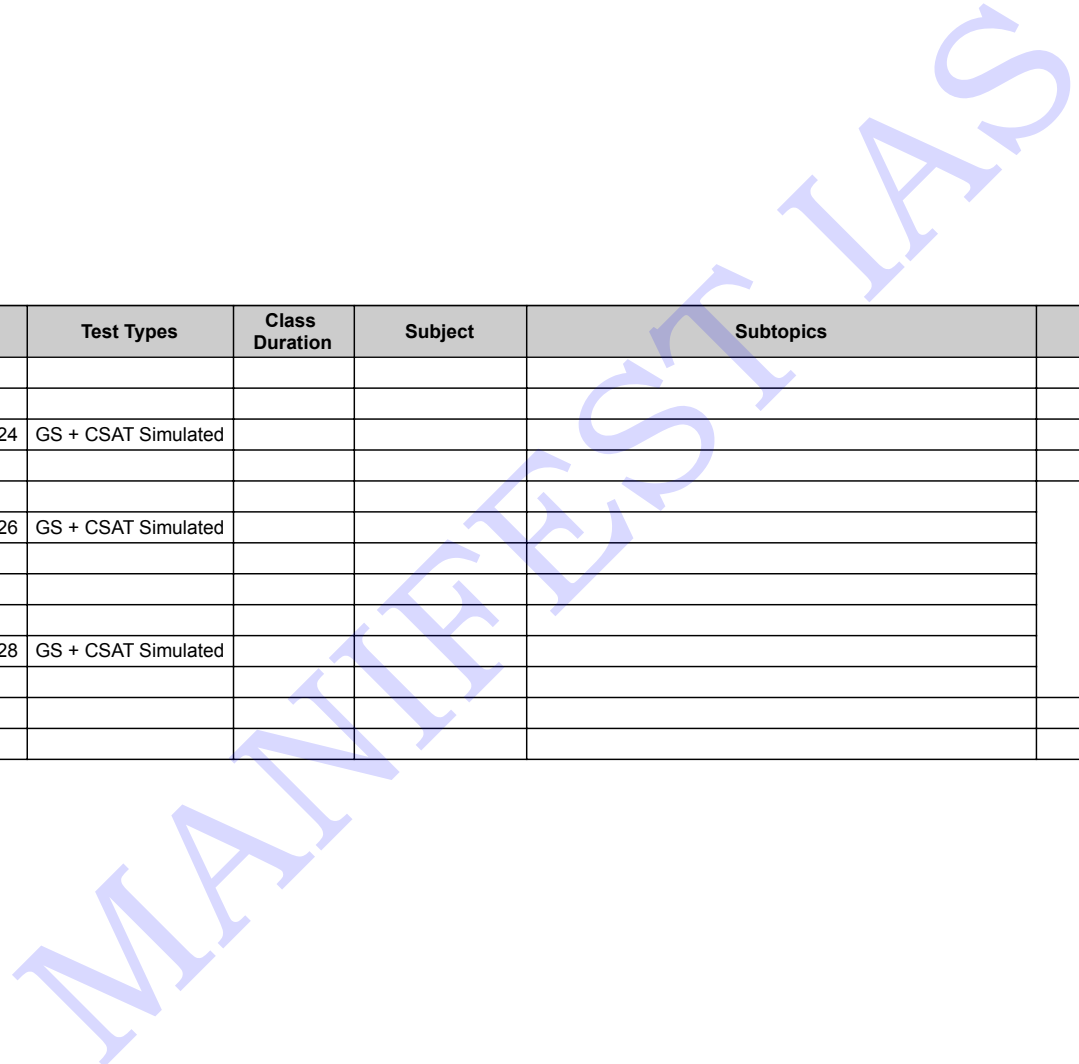 Test Types Class Duration Subject Subtopics
24 GS + CSAT Simulated
26 GS + CSAT Simulated
28 GS + CSAT Simulated
MANIFEST IAS